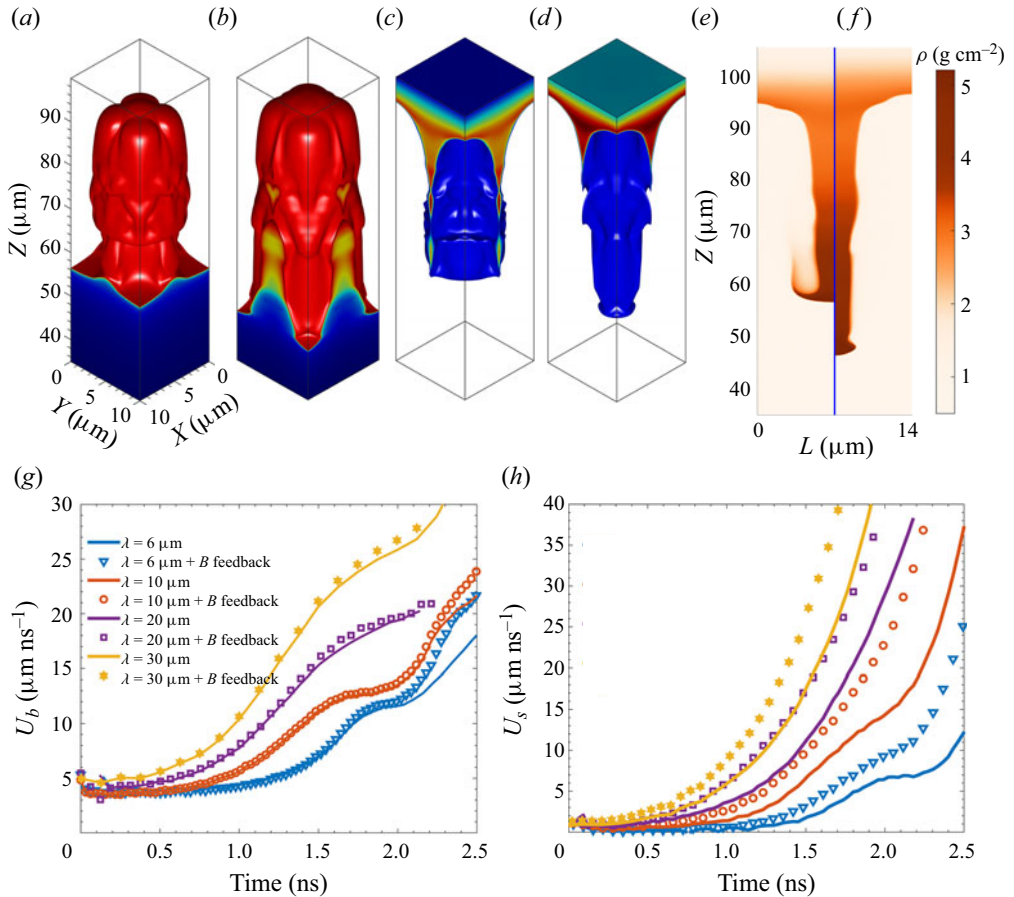 (a)
(b)
(c)
(d)
(e)
(f)
Z (μm)
90
80
70
60
50
40
0
5
10
Y (μm)
10
5
0
X (μm)
Z (μm)
100
90
80
70
60
50
40
0
14
L (μm)
ρ (g cm⁻²)
5
4
3
2
1
(g)
U_b (μm ns⁻¹)
30
25
20
15
10
5
λ = 6 μm
λ = 6 μm + B feedback
λ = 10 μm
λ = 10 μm + B feedback
λ = 20 μm
λ = 20 μm + B feedback
λ = 30 μm
λ = 30 μm + B feedback
0
0.5
1.0
1.5
2.0
2.5
Time (ns)
(h)
U_s (μm ns⁻¹)
40
35
30
25
20
15
10
5
0
0.5
1.0
1.5
2.0
2.5
Time (ns)